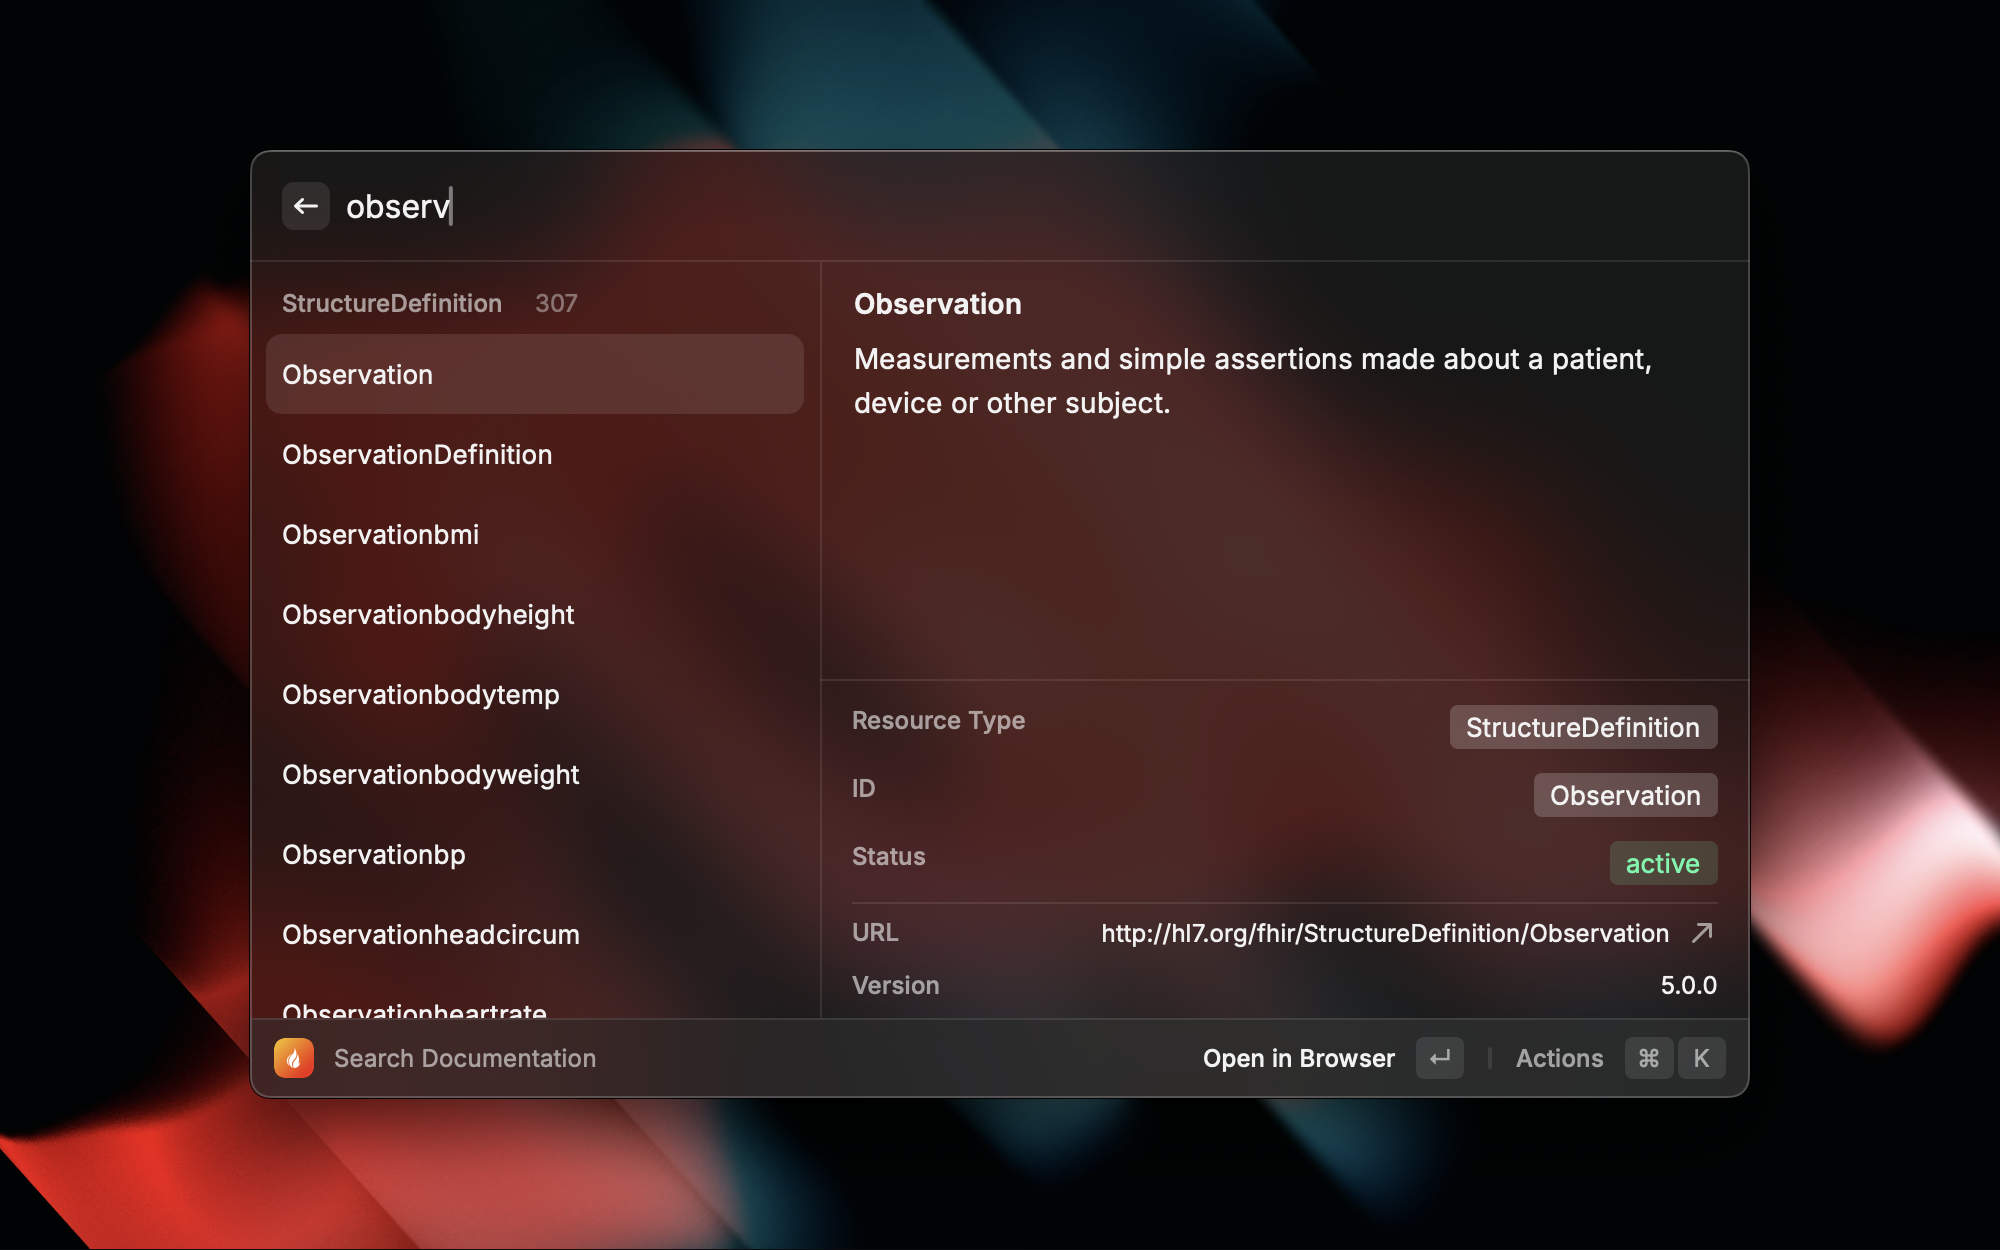 observ
StructureDefinition 307
Observation
ObservationDefinition
Observationbmi
Observationbodyheight
Observationbodytemp
Observationbodyweight
Observationbp
Observationheadcircum
Observationheartrate
Observation
Measurements and simple assertions made about a patient,
device or other subject.
Resource Type StructureDefinition
ID Observation
Status active
URL http://hl7.org/fhir/StructureDefinition/Observation
Version 5.0.0
Search Documentation
Open in Browser
Actions ⌘ K